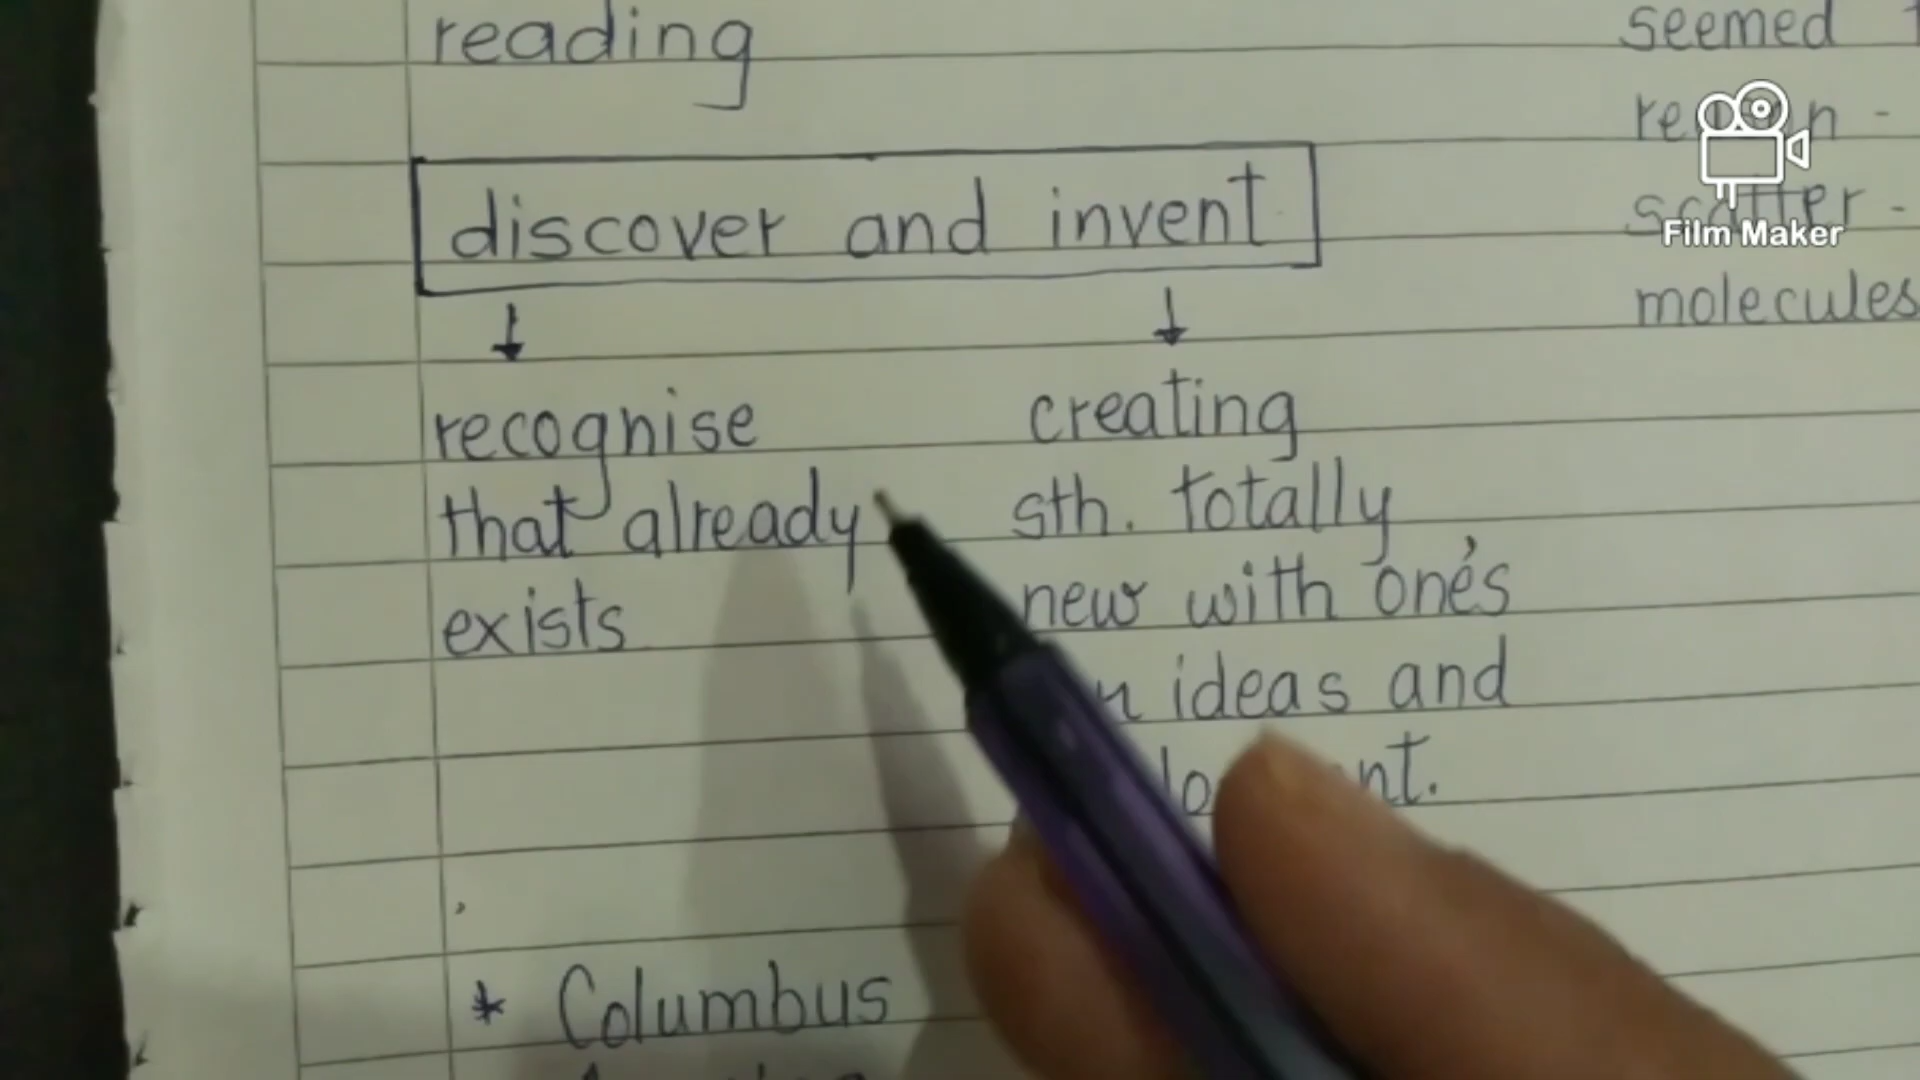 reading
discover and invent
recognise
that already
exists
creating
sth. totally
new with one's
ideas and
* Columbus
seemed
scatter -
molecules
Film Maker